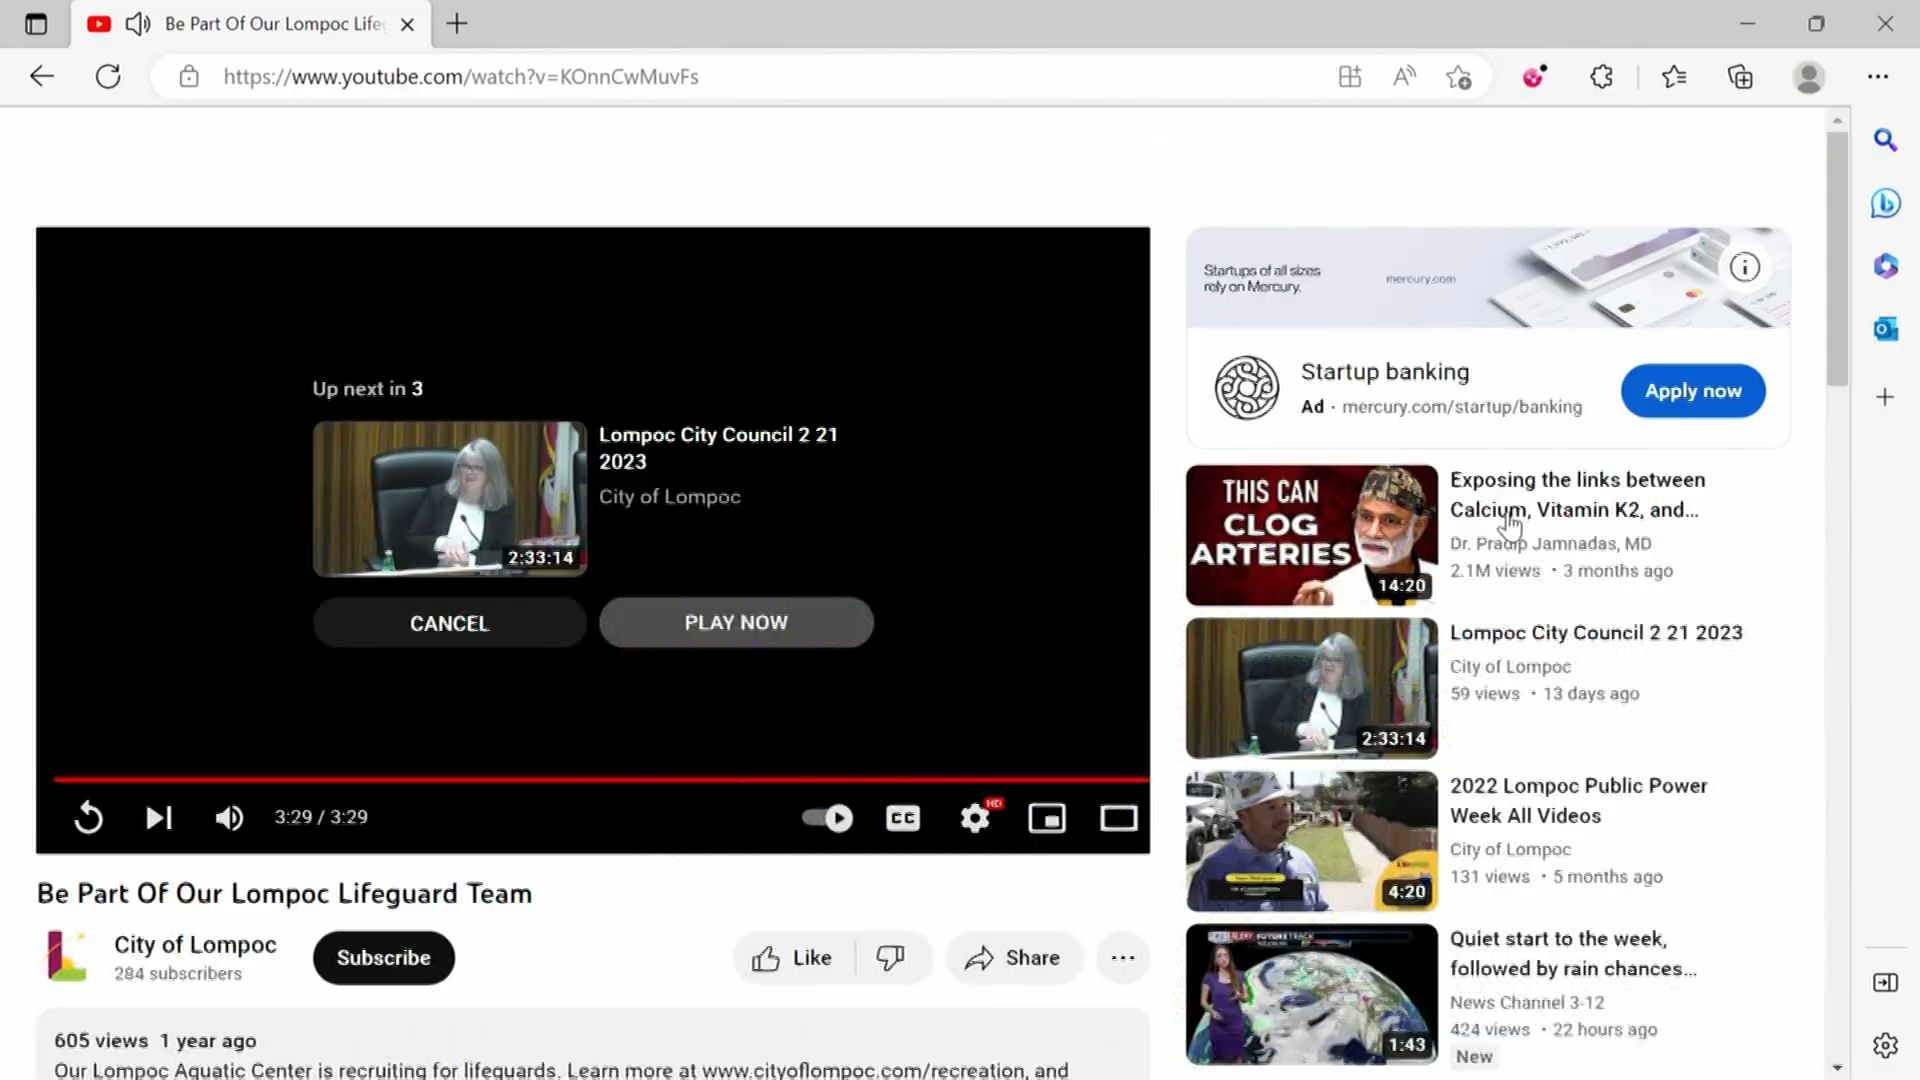 Be Part Of Our Lompoc Life
https://www.youtube.com/watch?v=KOnnCwMuvFs
Up next in 3
2:33:14
Lompoc City Council 2 21
2023
City of Lompoc
CANCEL
PLAY NOW
3:29 / 3:29
CC
HD
Be Part Of Our Lompoc Lifeguard Team
City of Lompoc
284 subscribers
Subscribe
Like
Share
605 views 1 year ago
Our Lompoc Aquatic Center is recruiting for lifeguards. Learn more at www.cityoflompoc.com/recreation, and
Startups of all sizes
rely on Mercury.
mercury.com
Startup banking
Ad · mercury.com/startup/banking
Apply now
THIS CAN
CLOG
ARTERIES
14:20
Exposing the links between
Calcium, Vitamin K2, and...
Dr. Pradip Jamnadas, MD
2.1M views · 3 months ago
2:33:14
Lompoc City Council 2 21 2023
City of Lompoc
59 views · 13 days ago
4:20
2022 Lompoc Public Power
Week All Videos
City of Lompoc
131 views · 5 months ago
1:43
Quiet start to the week,
followed by rain chances...
News Channel 3-12
424 views · 22 hours ago
New